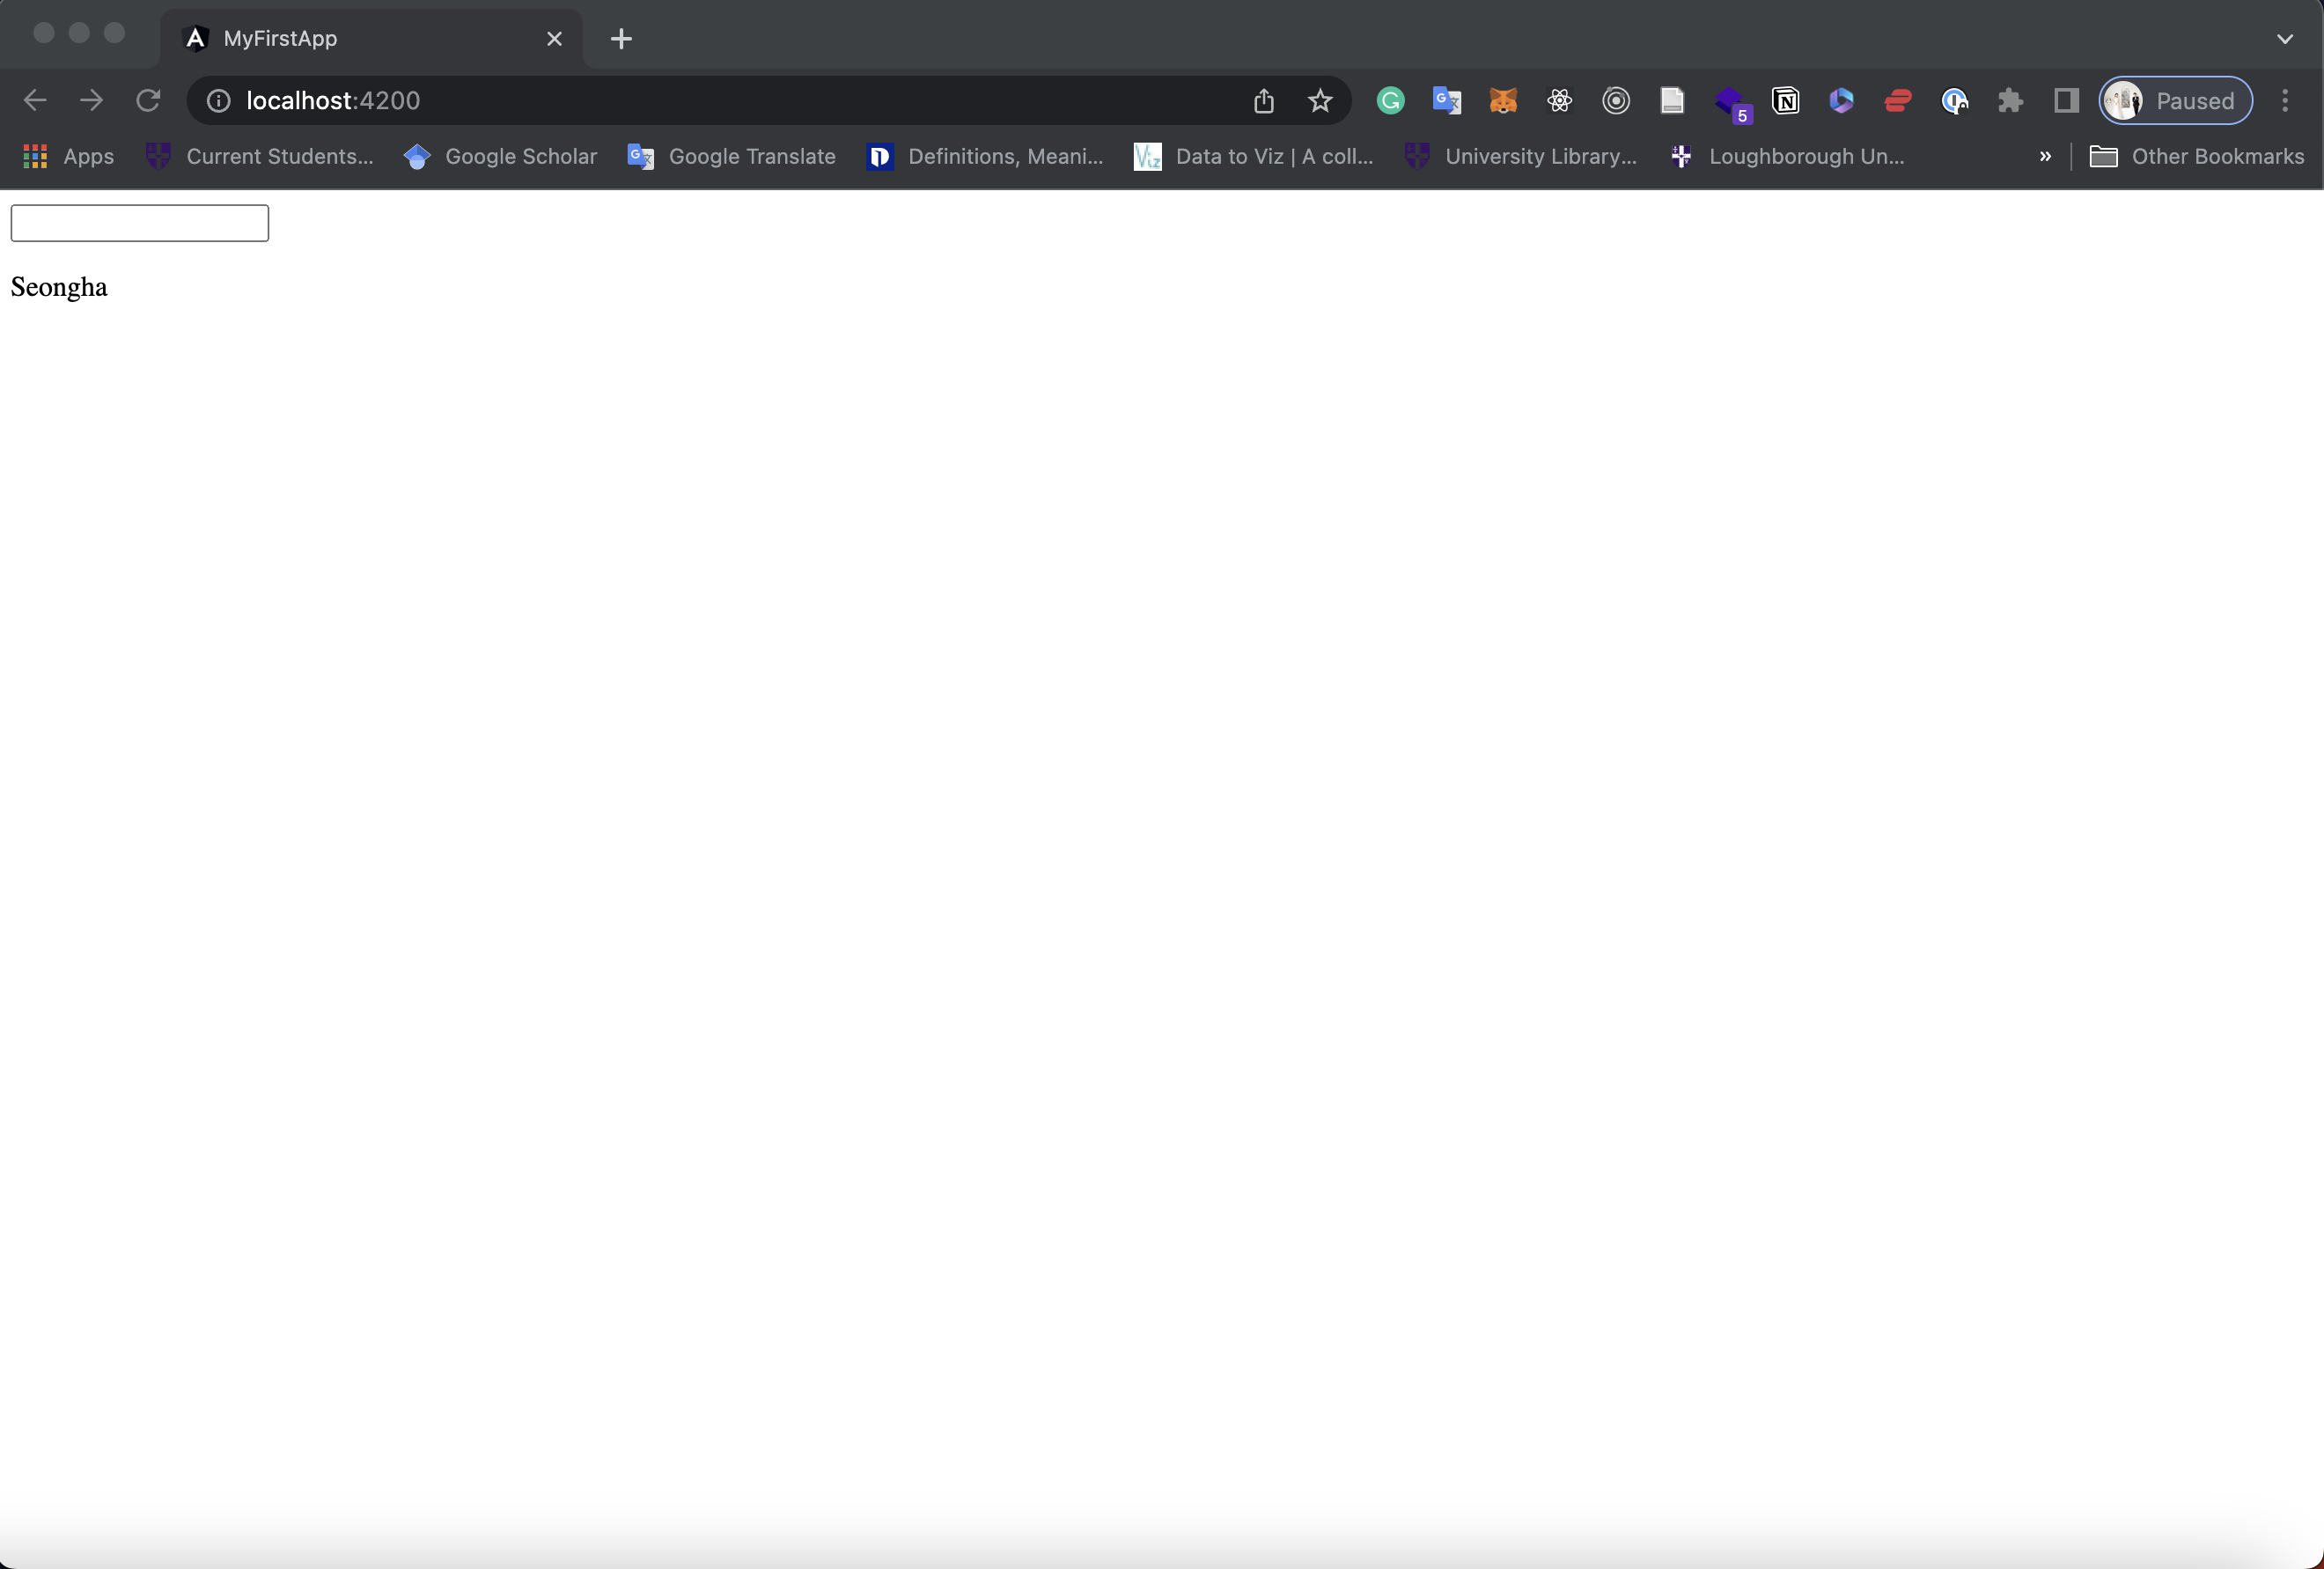 MyFirstApp
localhost:4200
5
Paused
Apps
Current Students...
Google Scholar
Google Translate
Definitions, Meani...
Data to Viz | A coll...
University Library...
Loughborough Un...
»
Other Bookmarks
Seongha